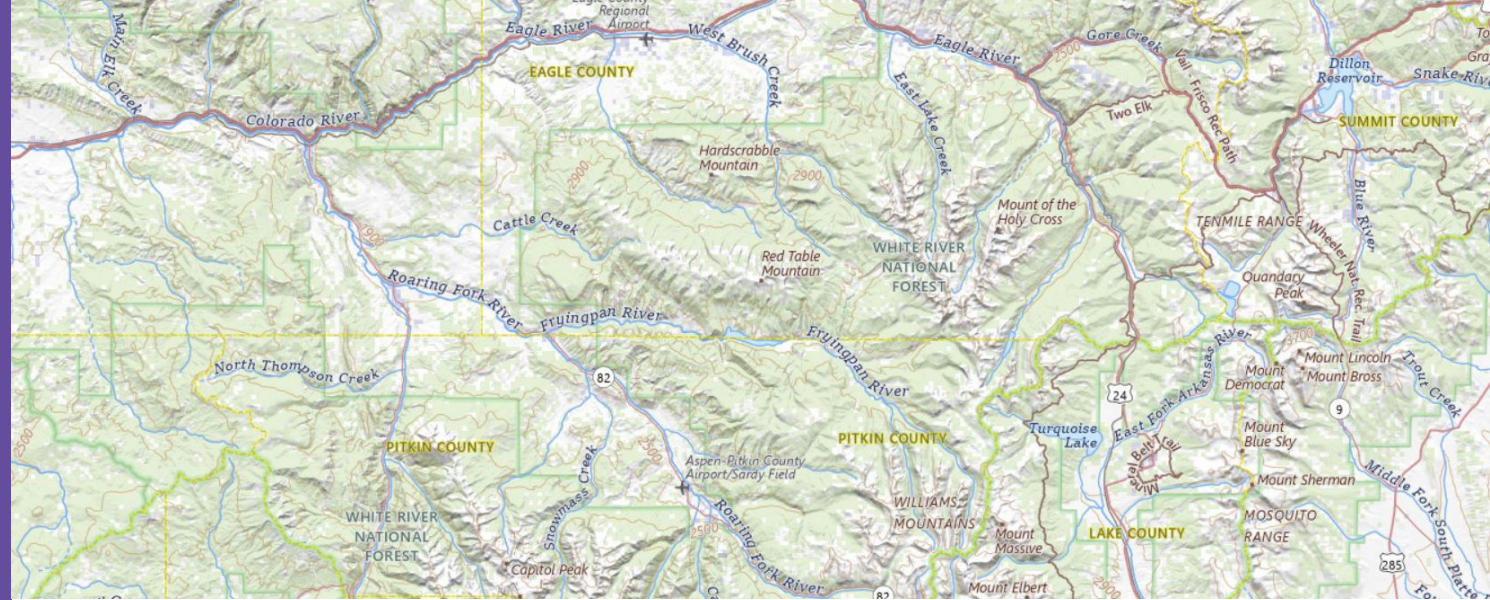 Eagle County
Regional
Airport
Main Elk Creek
Eagle River
West Brush Creek
Eagle River
Gore Creek
2500
Dillon
Reservoir
Snake Riv
EAGLE COUNTY
Vail - Frisco Rec Path
East Lake Creek
Colorado River
Two Elk
SUMMIT COUNTY
Hardscrabble
Mountain
2900
2900
Blue River
Mount of the
Holy Cross
Cattle Creek
2900
TENMILE RANGE
Wheeler Nat. Rec. Trail
WHITE RIVER
NATIONAL
FOREST
Red Table
Mountain
Roaring Fork River
Quandary
Peak
Fryingpan River
Fryingpan River
3700
East Fork Arkansas River
Mount Lincoln
Mount Bross
Mount
Democrat
Trout Creek
North Thompson Creek
82
24
9
2500
Turquoise
Lake
Mount
Blue Sky
PITKIN COUNTY
PITKIN COUNTY
Mineral Belt Trail
Aspen-Pitkin County
Airport/Sardy Field
Snowmass Creek
Mount Sherman
Middle Fork South Platte
WILLIAMS
MOUNTAINS
MOSQUITO
RANGE
WHITE RIVER
NATIONAL
FOREST
2500
Roaring Fork River
LAKE COUNTY
Mount
Massive
Capitol Peak
285
Mount Elbert
2900
82